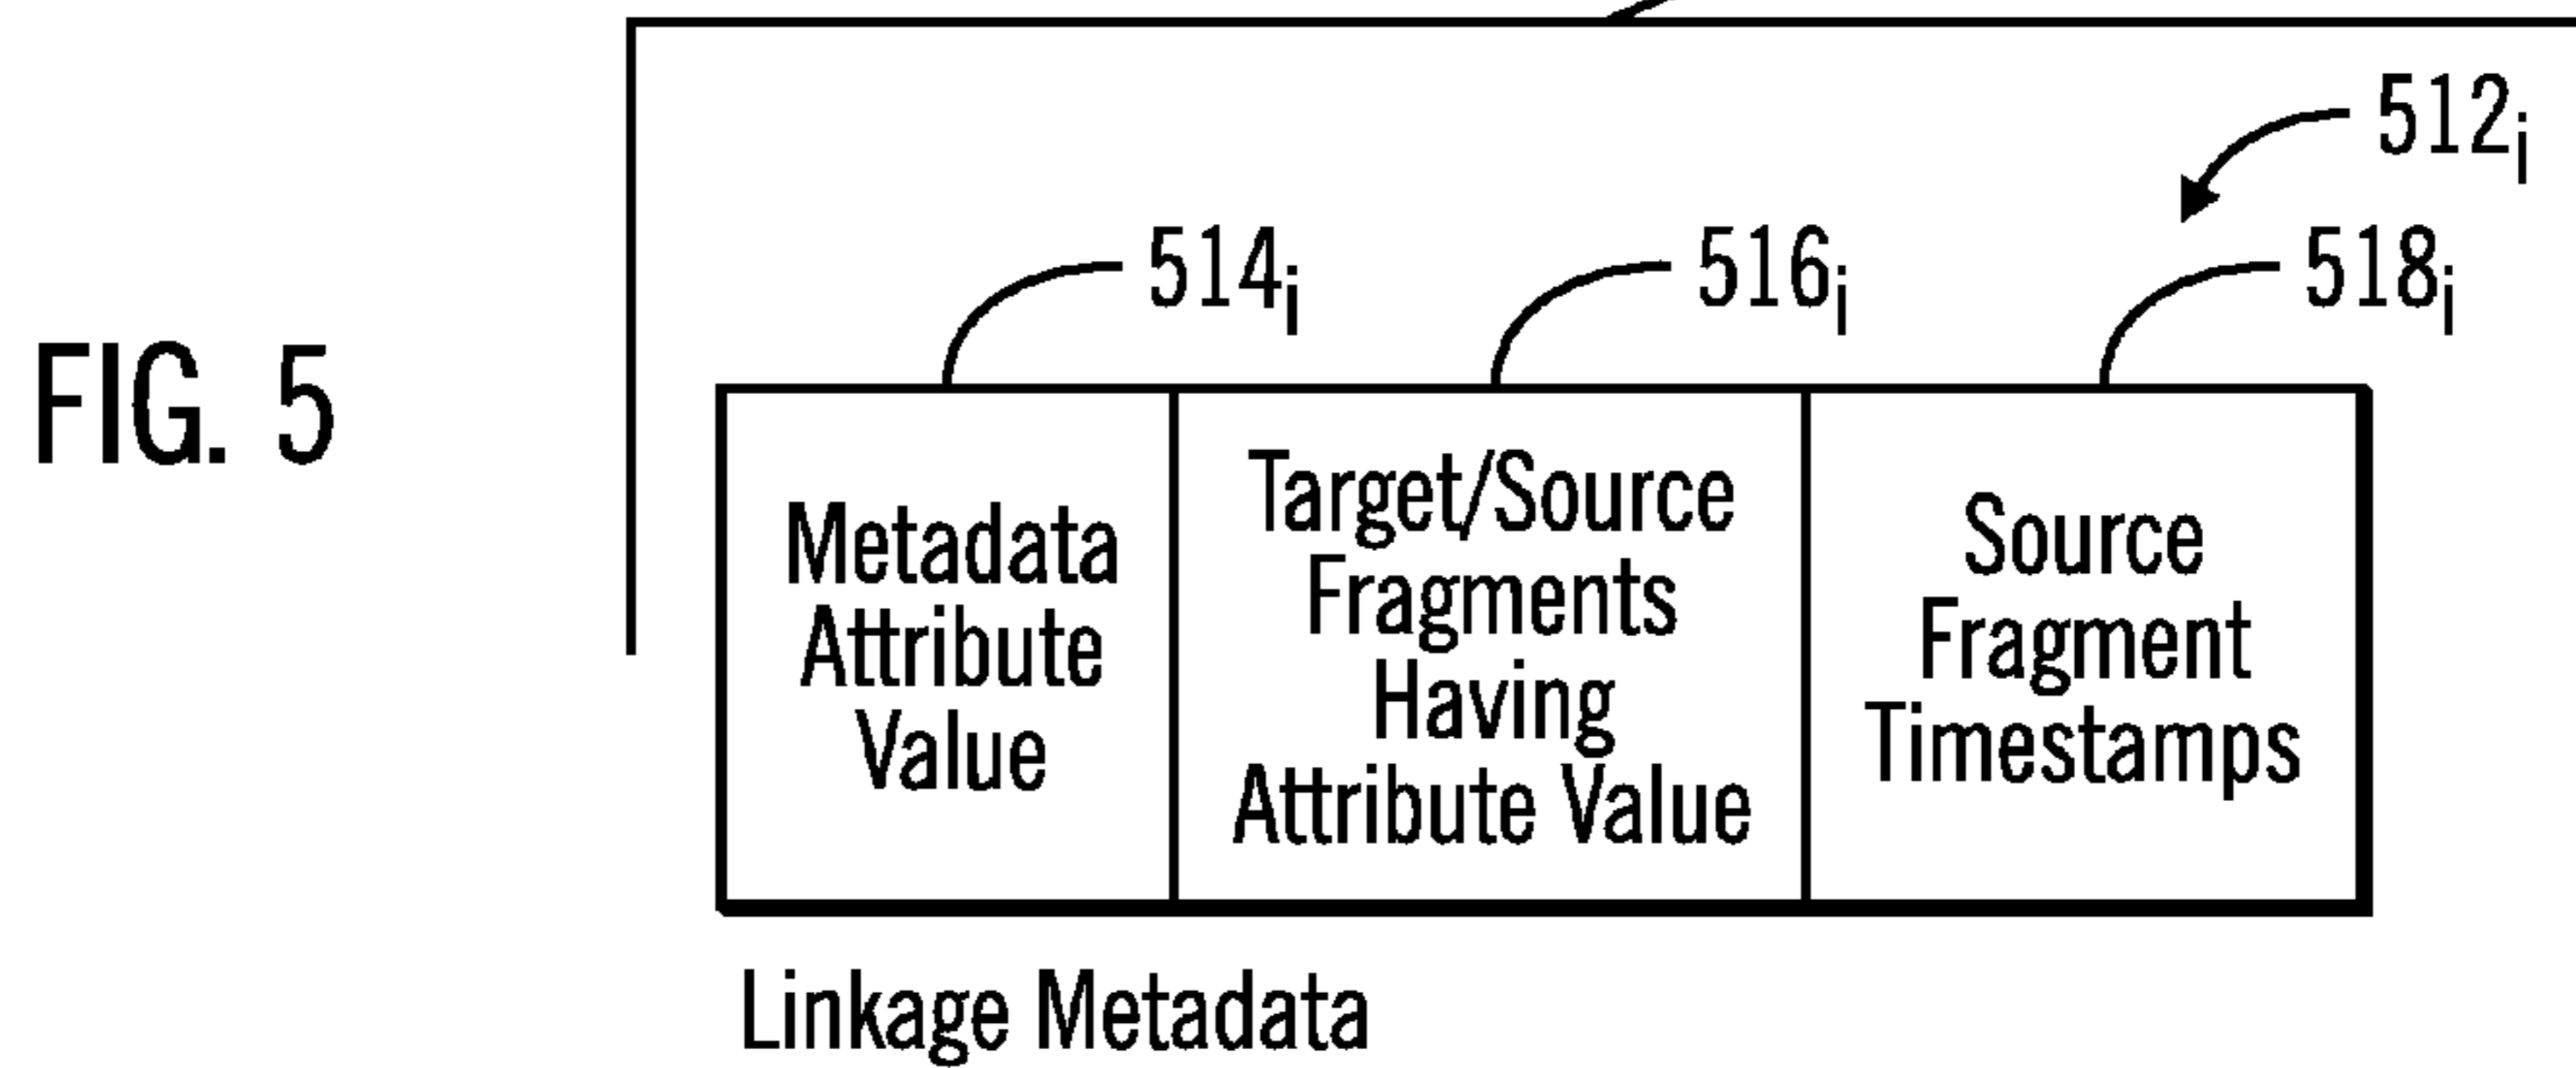 FIG. 5
512i
514i
516i
518i
Metadata
Attribute
Value
Target/Source
Fragments
Having
Attribute Value
Source
Fragment
Timestamps
Linkage Metadata